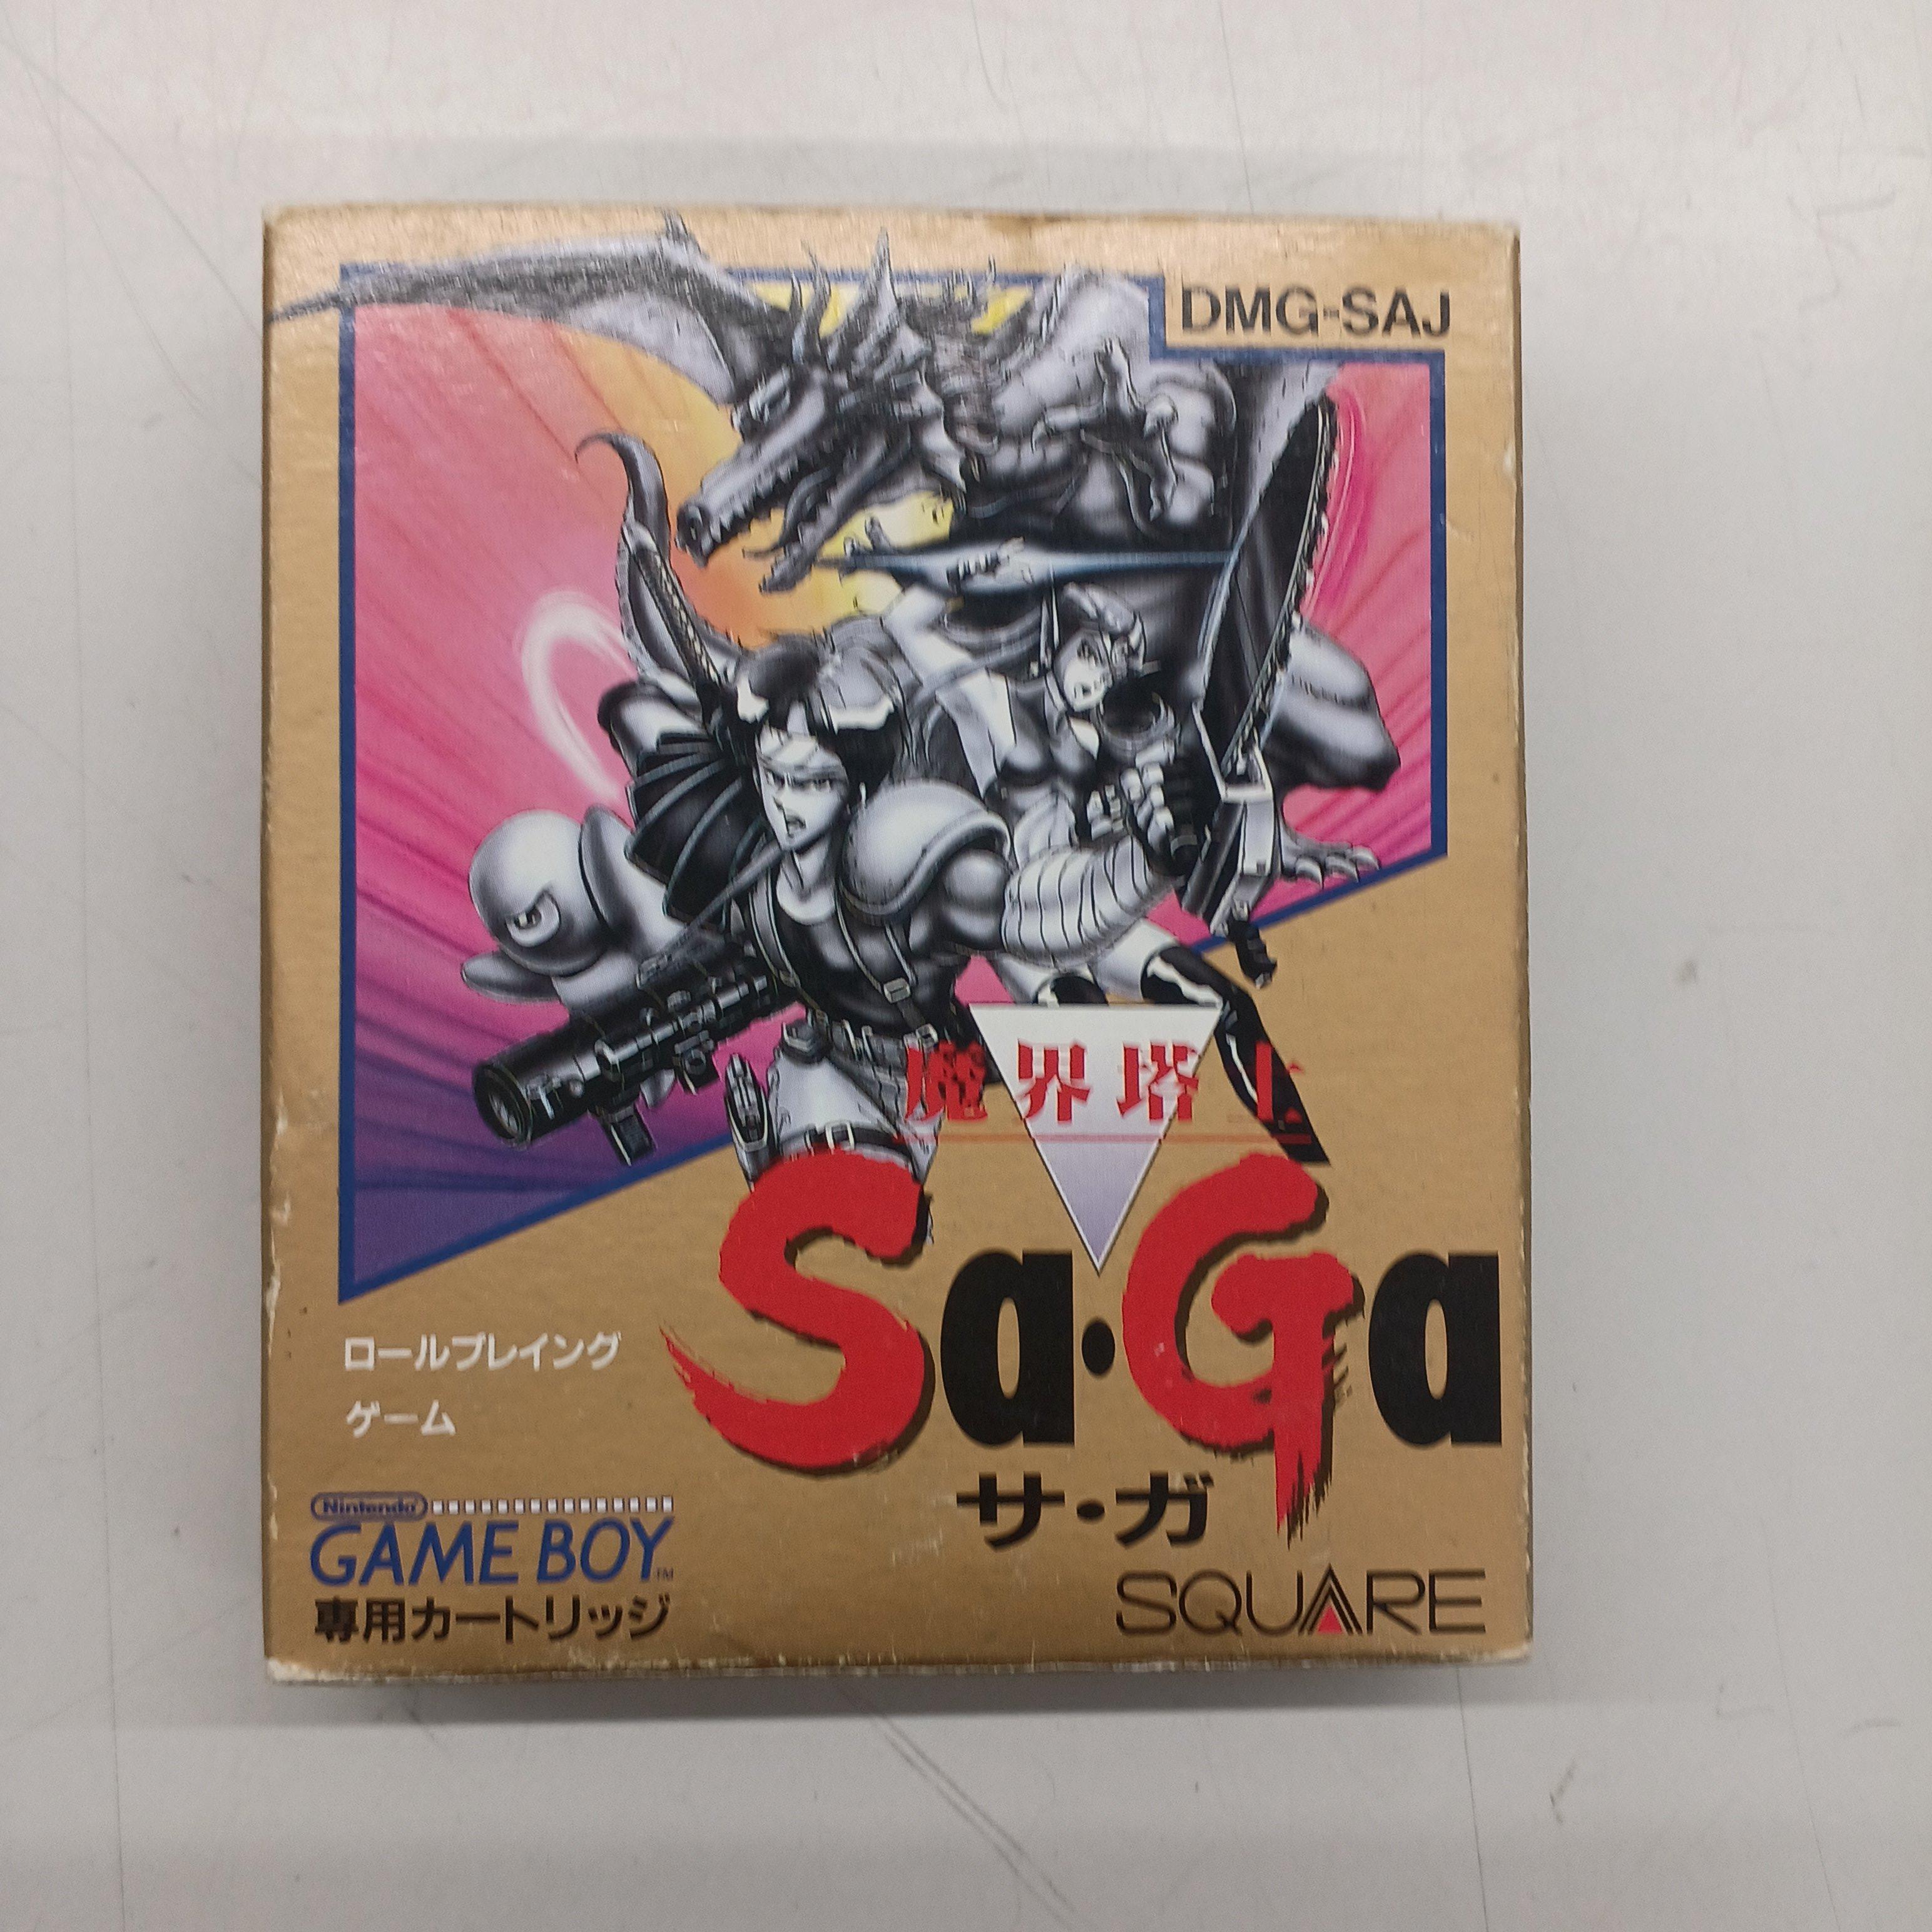 DMG-SAJ
魔界塔士
Sa・Ga
サ・ガ
ロールプレイング
ゲーム
Nintendo
GAME BOY™
専用カートリッジ
SQUARE